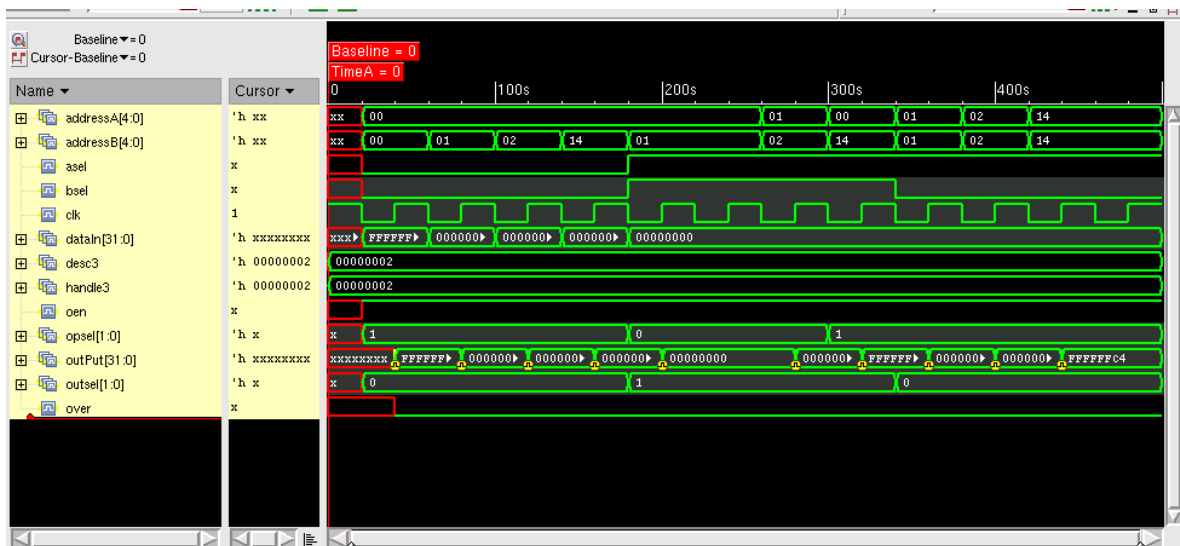 Baseline▼= 0
Cursor-Baseline▼= 0
Baseline = 0
TimeA = 0
Name ▼ Cursor ▼ 0 100s 200s 300s 400s
addressA[4:0] 'h xx xx 00 01 00 01 02 14
addressB[4:0] 'h xx xx 00 01 02 14 01 02 14 01 02 14
asel x
bsel x
clk 1
dataIn[31:0] 'h xxxxxxxx xxx FFFFFF 000000 000000 000000 00000000
desc3 'h 00000002 00000002
handle3 'h 00000002 00000002
oen x
opsel[1:0] 'h x x 1 0 1
outPut[31:0] 'h xxxxxxxx xxxxxxxx FFFFFF 000000 000000 000000 00000000 000000 FFFFFF 000000 000000 FFFFFFC4
outsel[1:0] 'h x x 0 1 0
over x